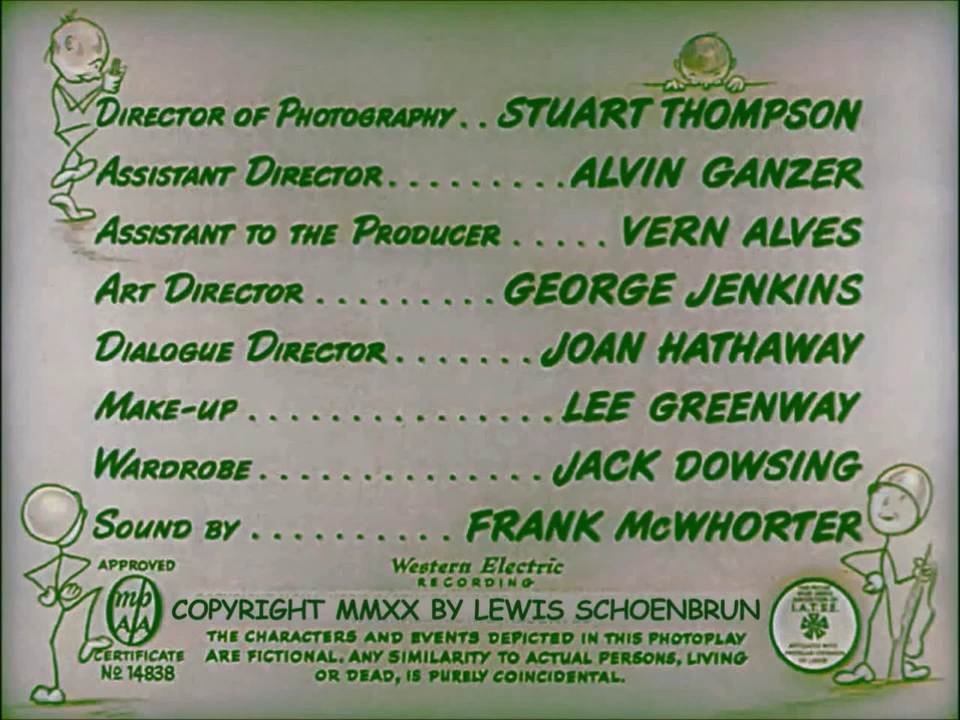 DIRECTOR OF PHOTOGRAPHY . . STUART THOMPSON
ASSISTANT DIRECTOR . . . . . . . . . ALVIN GANZER
ASSISTANT TO THE PRODUCER . . . . . VERN ALVES
ART DIRECTOR . . . . . . . . . GEORGE JENKINS
DIALOGUE DIRECTOR . . . . . . . JOAN HATHAWAY
MAKE-UP . . . . . . . . . . . . . . . LEE GREENWAY
WARDROBE . . . . . . . . . . . . . . JACK DOWSING
SOUND BY . . . . . . . . . . FRANK McWHORTER
APPROVED
mp
AA
CERTIFICATE
No 14838
Western Electric
RECORDING
COPYRIGHT MMXX BY LEWIS SCHOENBRUN
THE CHARACTERS AND EVENTS DEPICTED IN THIS PHOTOPLAY
ARE FICTIONAL. ANY SIMILARITY TO ACTUAL PERSONS, LIVING
OR DEAD, IS PURELY COINCIDENTAL.
I.A.T.S.E.